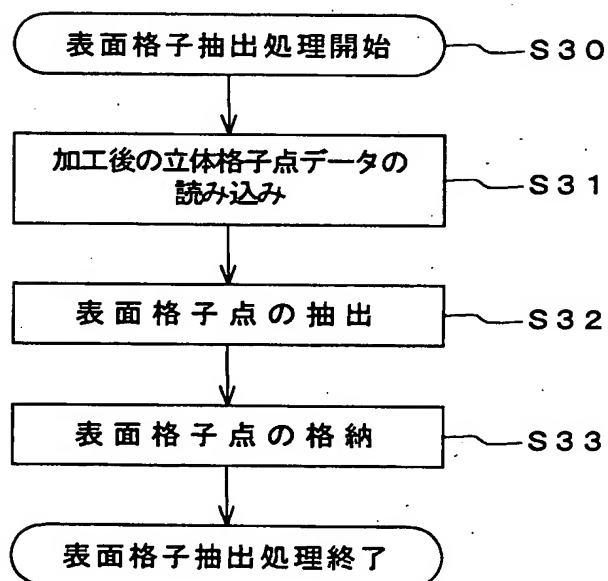 表面格子抽出処理開始
S30
加工後の立体格子点データの
読み込み
S31
表面格子点の抽出
S32
表面格子点の格納
S33
表面格子抽出処理終了